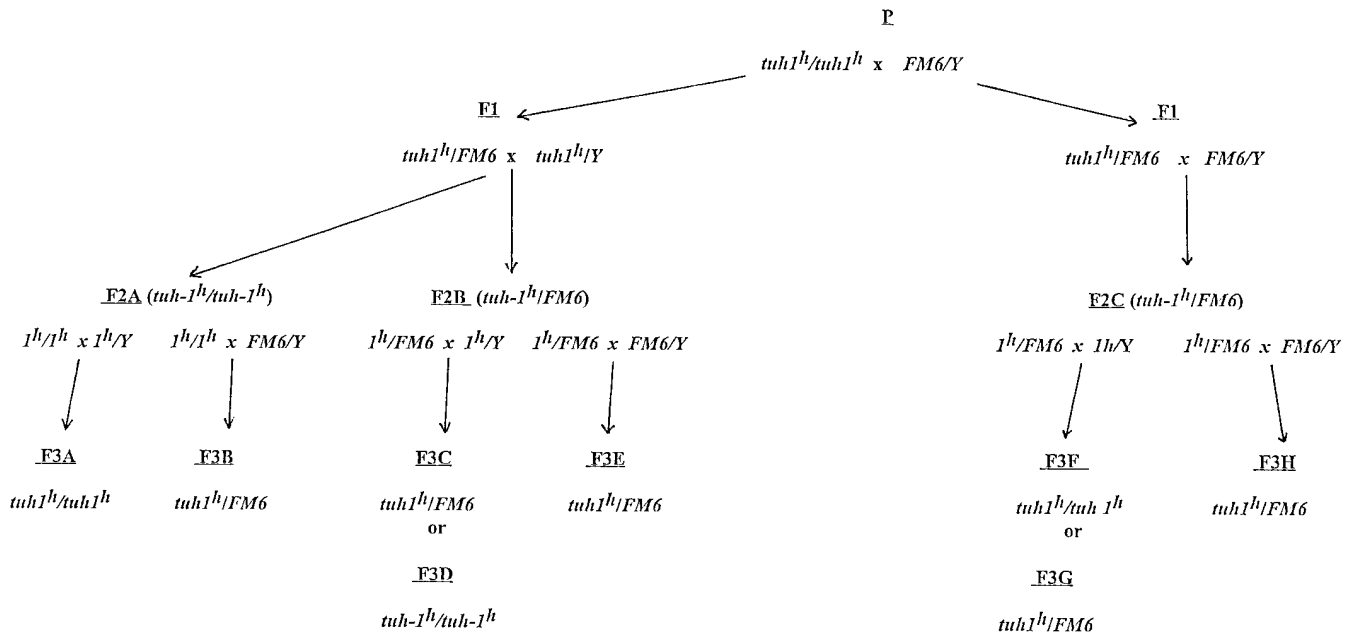 P
tuh1^h/tuh1^h x FM6/Y
F1
F1
tuh1^h/FM6 x tuh1^h/Y
tuh1^h/FM6 x FM6/Y
F2A (tuh-1^h/tuh-1^h)
F2B (tuh-1^h/FM6)
F2C (tuh-1^h/FM6)
1^h/1^h x 1^h/Y
1^h/1^h x FM6/Y
1^h/FM6 x 1^h/Y
1^h/FM6 x FM6/Y
1^h/FM6 x 1h/Y
1^h/FM6 x FM6/Y
F3A
F3B
F3C
F3E
F3F
F3H
tuh1^h/tuh1^h
tuh1^h/FM6
tuh1^h/FM6
tuh1^h/FM6
tuh1^h/tuh 1^h
tuh1^h/FM6
or
or
F3D
F3G
tuh-1^h/tuh-1^h
tuh1^h/FM6